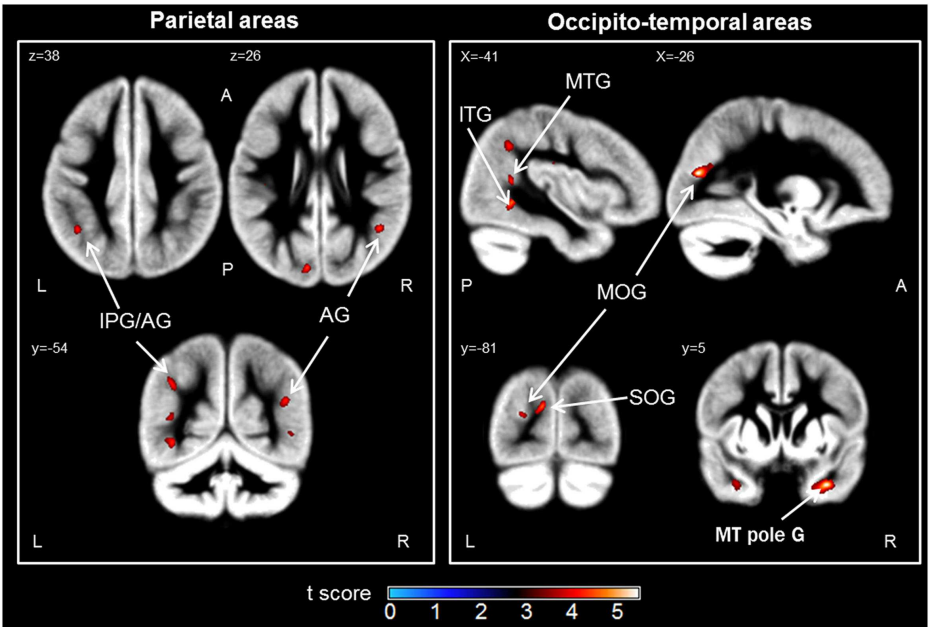 Parietal areas
Occipito-temporal areas
z=38
z=26
A
L
P
R
IPG/AG
AG
y=-54
L
R
X=-41
X=-26
MTG
ITG
P
MOG
A
y=-81
y=5
SOG
MT pole G
L
R
t score
0 1 2 3 4 5